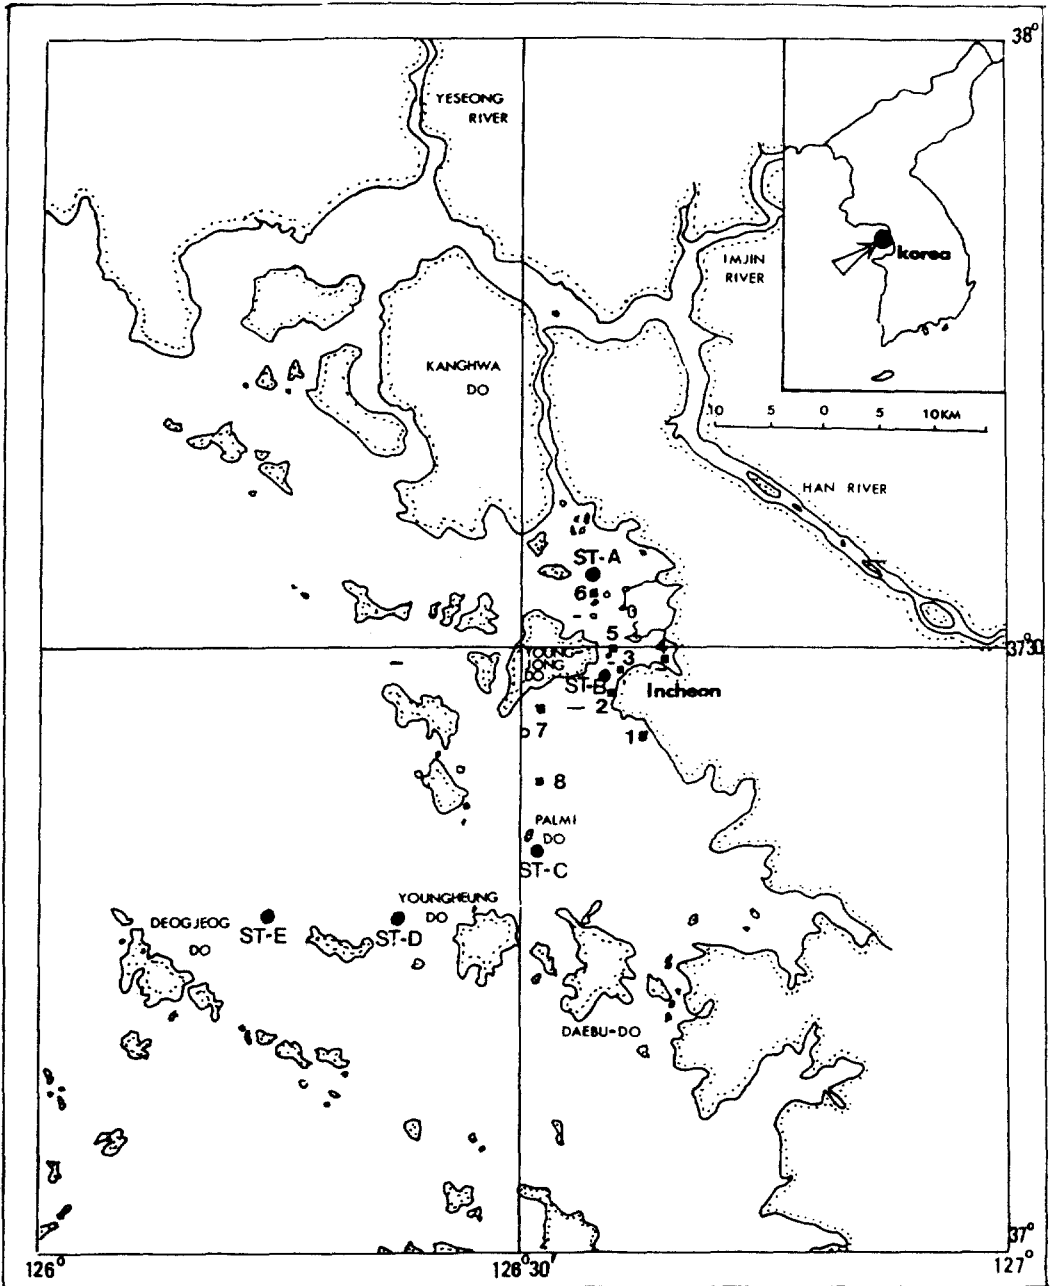 38°
YESEONG
RIVER
IMJIN
RIVER
korea
KANGHWA
DO
10 5 0 5 10KM
HAN RIVER
ST-A
6
5
37°30
YOUNG-
JONG
DO
3
4
ST-B
Incheon
2
7
1
8
PALMI
DO
ST-C
YOUNGHEUNG
DO
DEOGJEOG
DO
ST-E
ST-D
DAEBU-DO
37°
126°
126°30'
127°